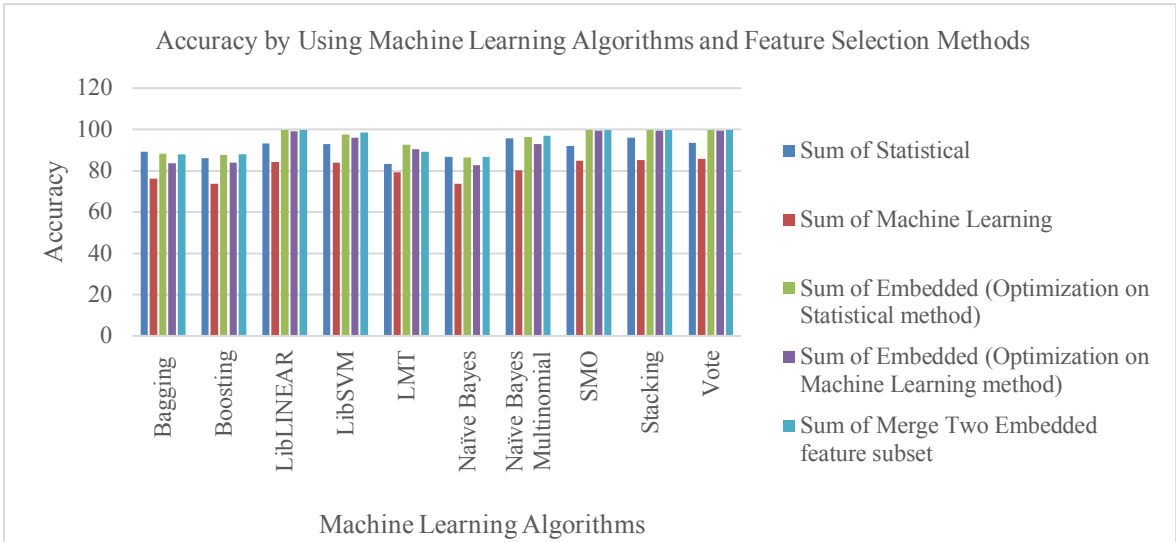 Accuracy by Using Machine Learning Algorithms and Feature Selection Methods
120
100
80
60
40
20
0
Accuracy
Bagging
Boosting
LibLINEAR
LibSVM
LMT
Naïve Bayes
Naïve Bayes
Multinomial
SMO
Stacking
Vote
Machine Learning Algorithms
Sum of Statistical
Sum of Machine Learning
Sum of Embedded (Optimization on
Statistical method)
Sum of Embedded (Optimization on
Machine Learning method)
Sum of Merge Two Embedded
feature subset